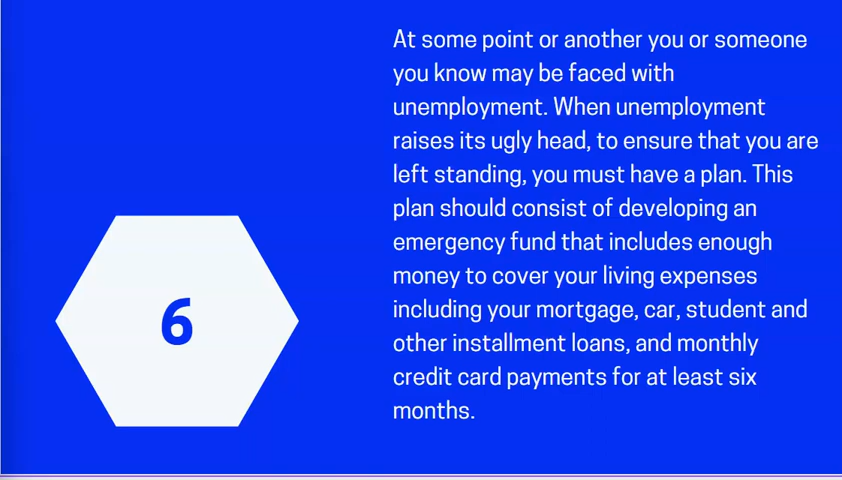 At some point or another you or someone
you know may be faced with
unemployment. When unemployment
raises its ugly head, to ensure that you are
left standing, you must have a plan. This
plan should consist of developing an
emergency fund that includes enough
money to cover your living expenses
including your mortgage, car, student and
other installment loans, and monthly
credit card payments for at least six
months.
6